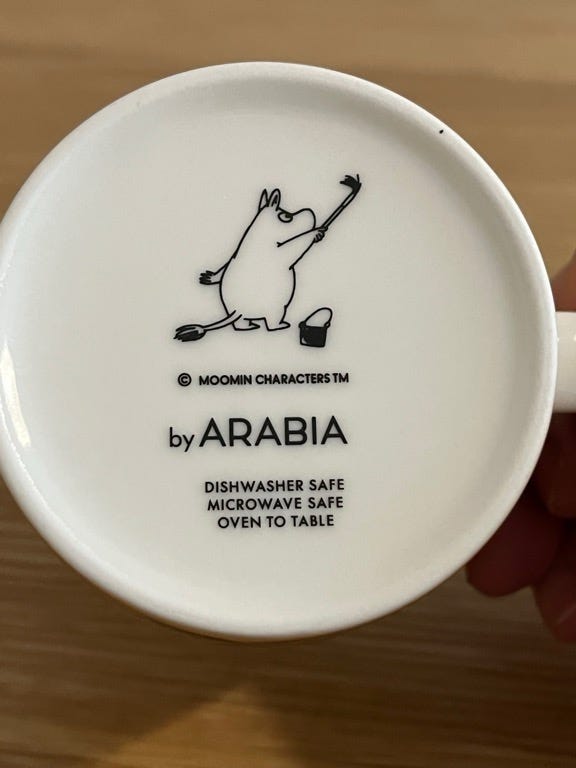 © MOOMIN CHARACTERS TM
by ARABIA
DISHWASHER SAFE
MICROWAVE SAFE
OVEN TO TABLE